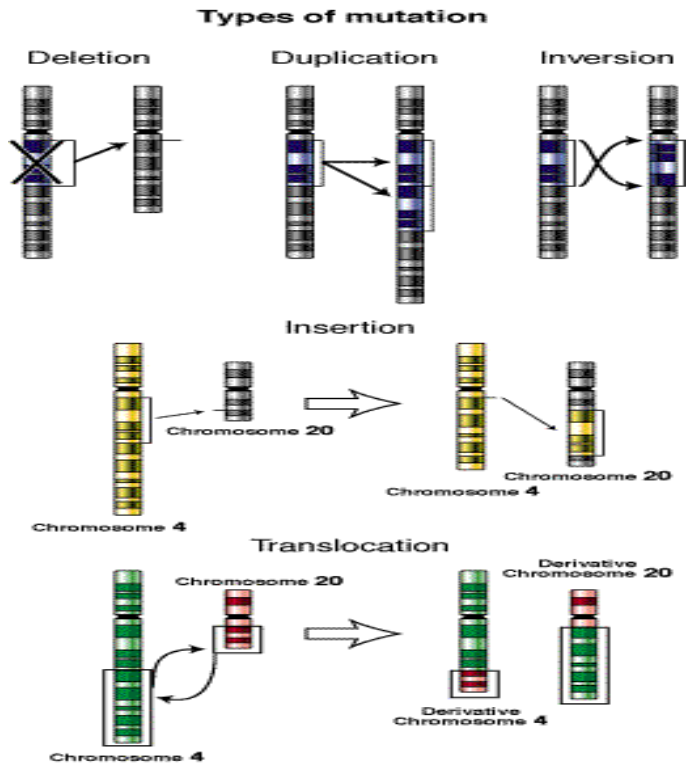 Types of mutation
Deletion
Duplication
Inversion
Insertion
Chromosome 20
Chromosome 4
Chromosome 20
Chromosome 4
Translocation
Chromosome 20
Chromosome 4
Derivative
Chromosome 20
Derivative
Chromosome 4